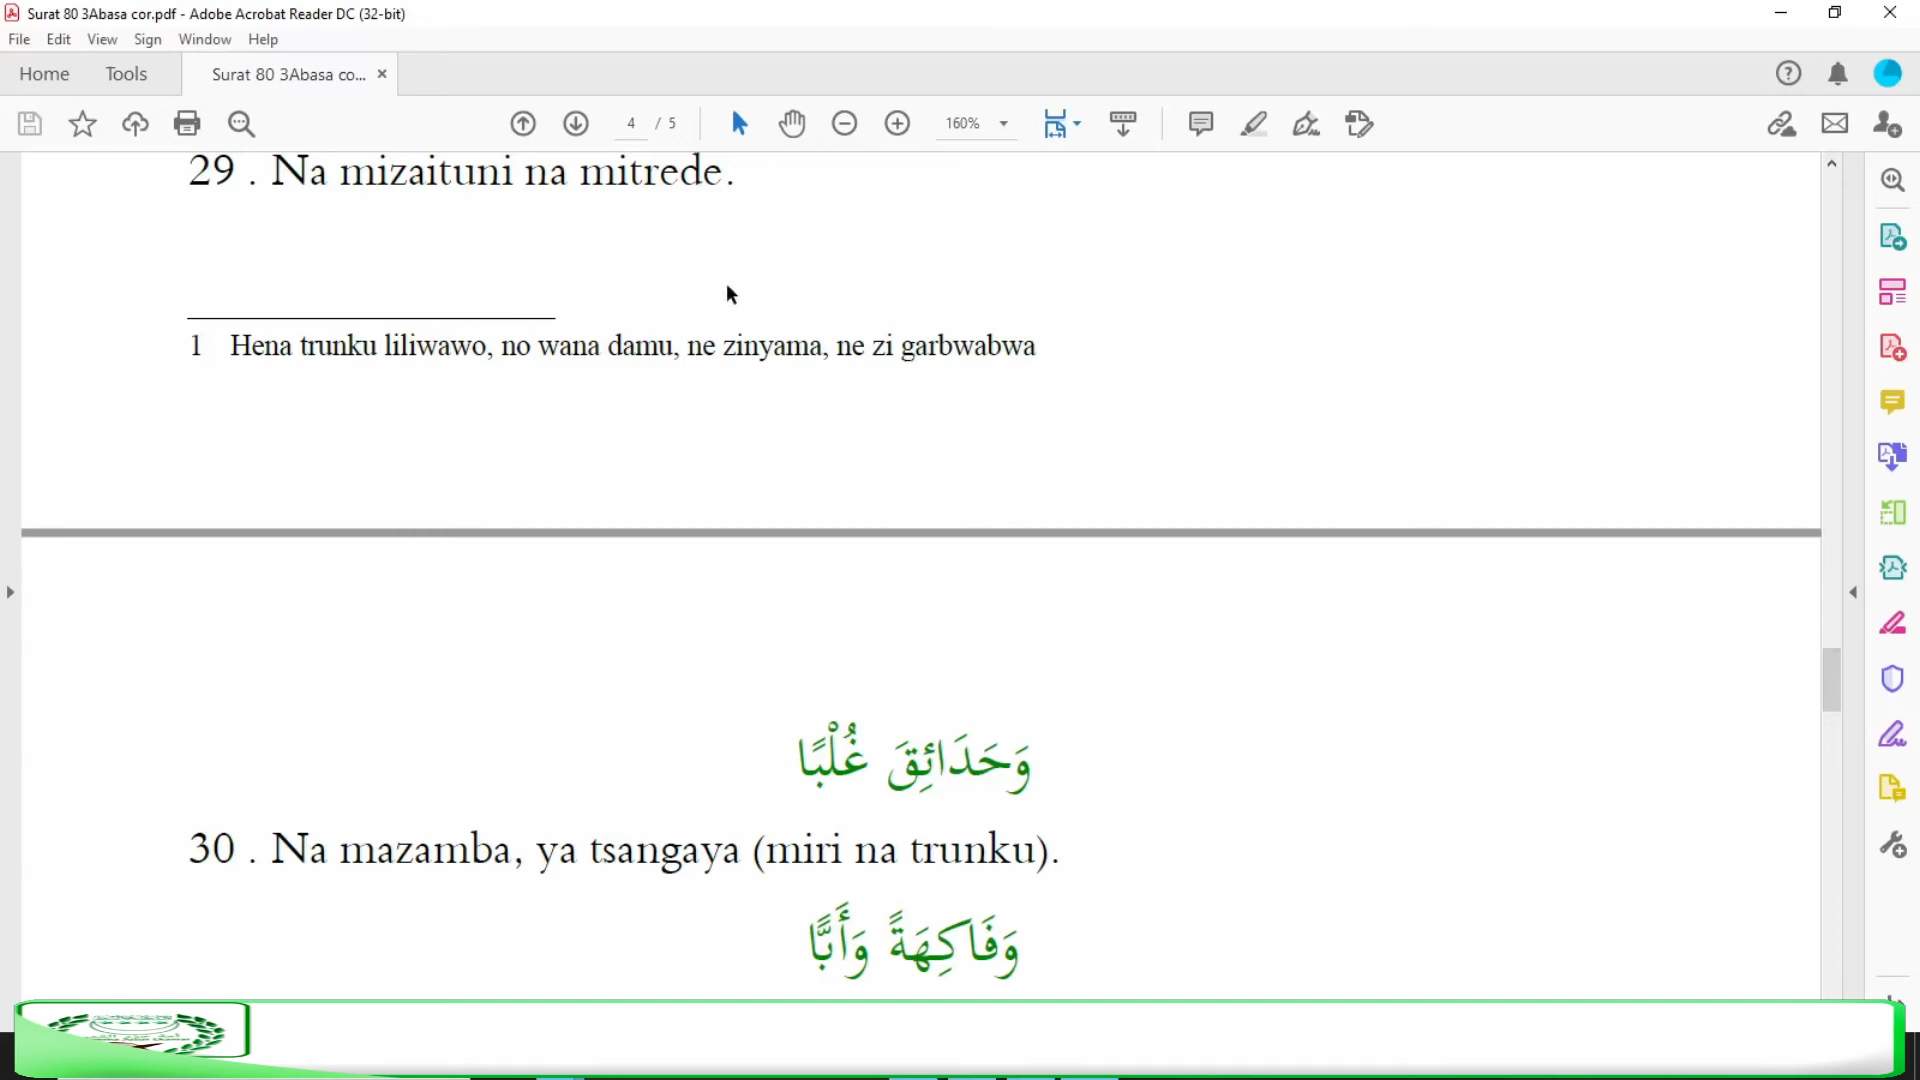 Surat 80 3Abasa cor.pdf - Adobe Acrobat Reader DC (32-bit)
File Edit View Sign Window Help
Home Tools Surat 80 3Abasa co... ×
4 / 5 160%
29 . Na mizaituni na mitrede.
1 Hena trunku liliwawo, no wana damu, ne zinyama, ne zi garbwabwa
وَحَدَائِقَ غُلْبًا
30 . Na mazamba, ya tsangaya (miri na trunku).
وَفَاكِهَةً وَأَبًّا